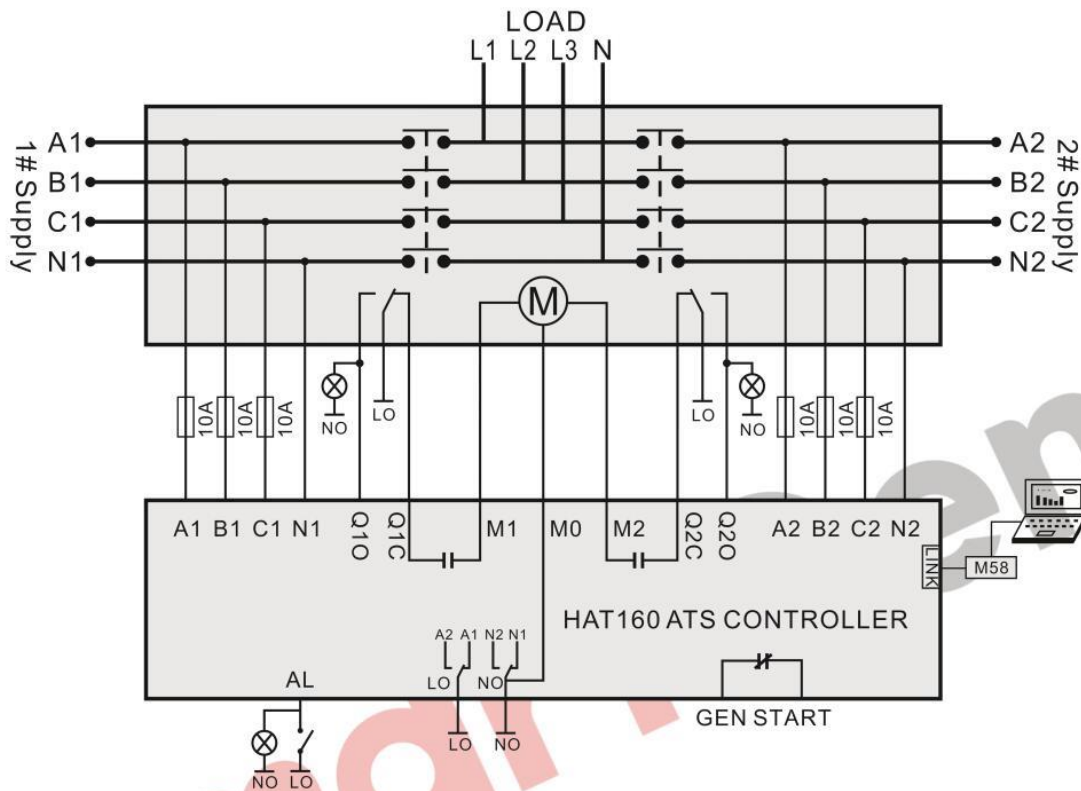 LOAD
L1 L2 L3 N
1# Supply
A1
B1
C1
N1
A2
B2
C2
N2
2# Supply
M
NO
LO
LO
NO
10A 10A 10A
10A 10A 10A
A1 B1 C1 N1 Q1O Q1C M1 M0 M2 Q2C Q2O A2 B2 C2 N2
LINK
M58
HAT160 ATS CONTROLLER
A2 A1 N2 N1
LO NO
AL
GEN START
LO NO
NO LO